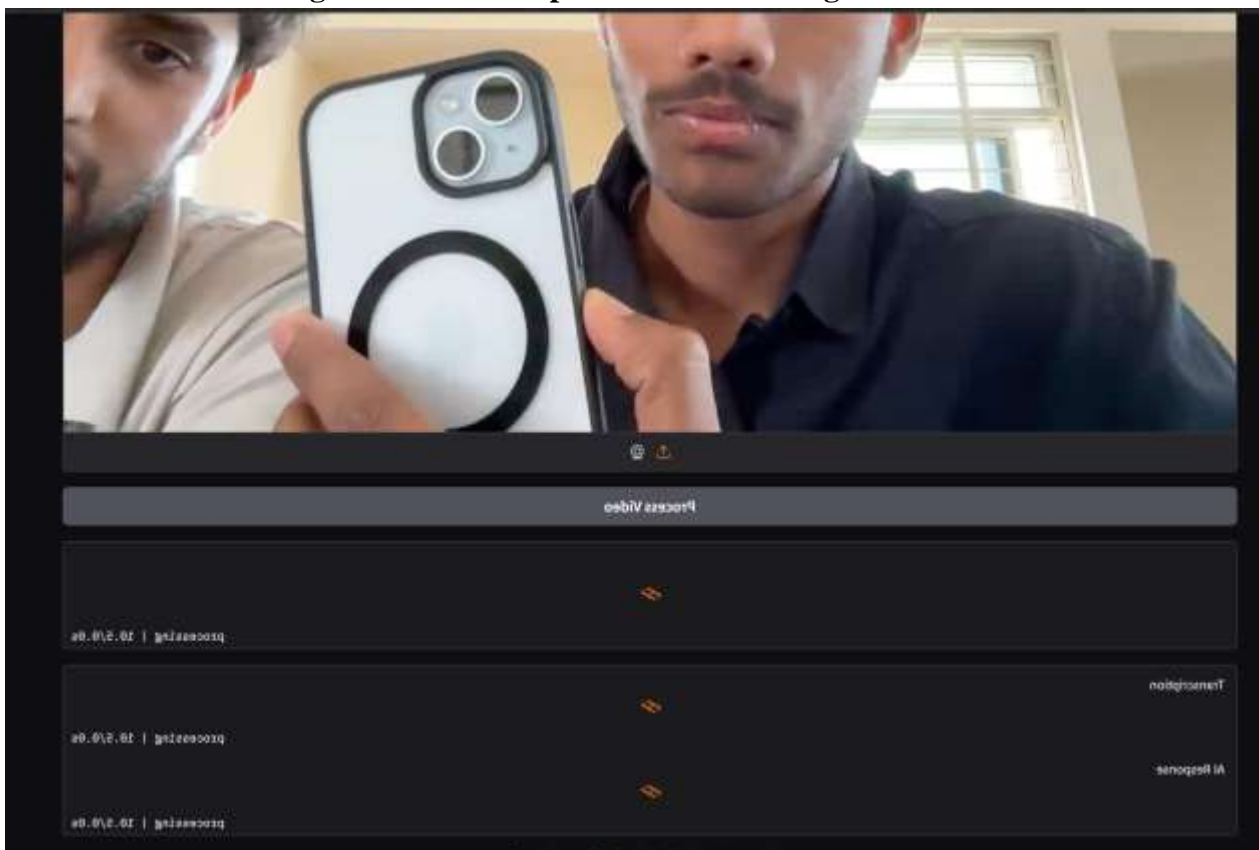 Process Video
processing | 10.5/0.0s
Transcription
processing | 10.5/0.0s
AI Response
processing | 10.5/0.0s